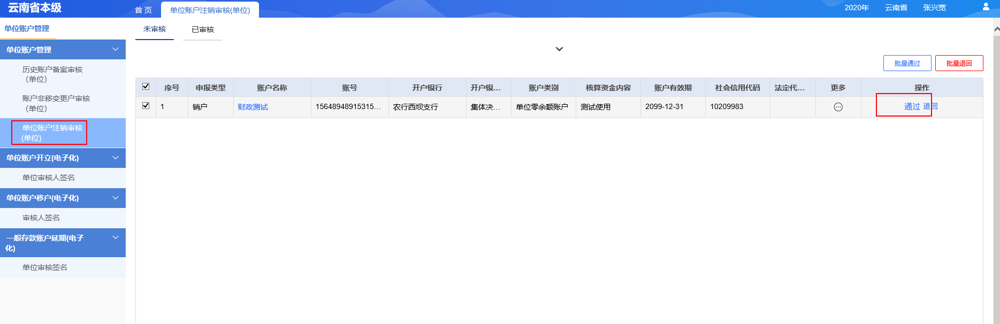 云南省本级
首 页
单位账户注销审核(单位)
2020年
云南省
张兴宽
单位账户管理
未审核
已审核
单位账户管理
历史账户备案审核
（单位）
账户非移变更户审核
（单位）
单位账户注销审核
(单位)
单位账户开立(电子化)
单位审核人签名
单位账户移户(电子化)
审核人签名
一般存款账户延期(电子
化)
单位审核签名
批量通过
批量退回
序号 申报类型 账户名称 账号 开户银行 开户银... 账户类别 核算资金内容 账户有效期 社会信用代码 法定代... 更多 操作
1 销户 财政测试 15648948915315... 农行西坝支行 集体决... 单位零余额账户 测试使用 2099-12-31 10209983 通过 退回